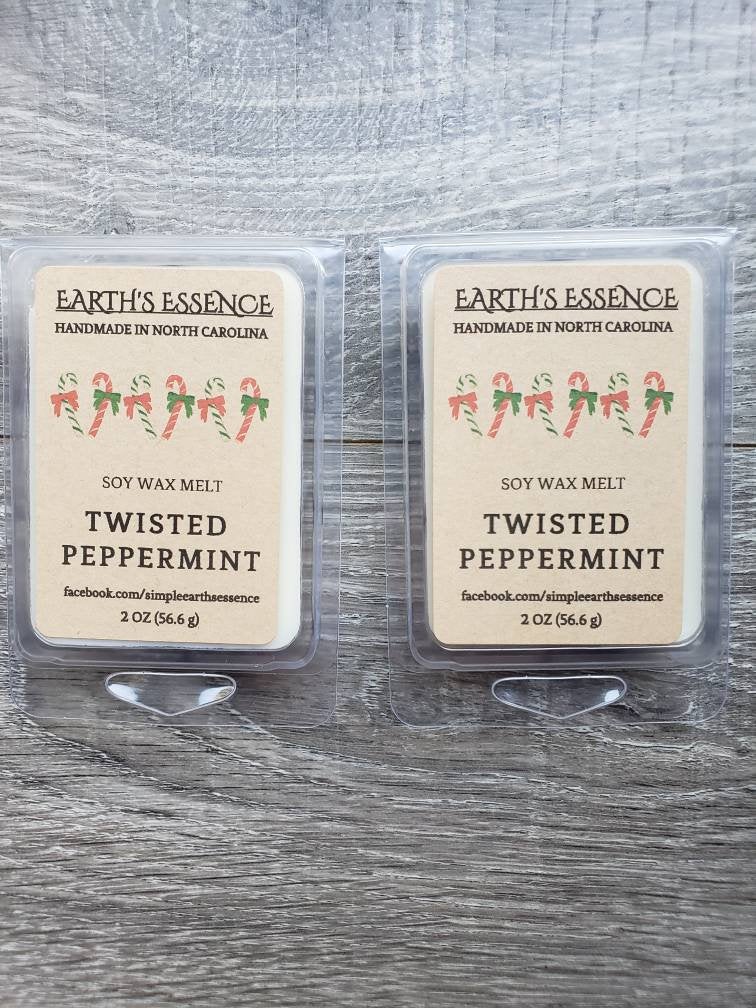 EARTH'S ESSENCE
HANDMADE IN NORTH CAROLINA
SOY WAX MELT
TWISTED
PEPPERMINT
facebook.com/simpleearthsessence
2 OZ (56.6 g)
EARTH'S ESSENCE
HANDMADE IN NORTH CAROLINA
SOY WAX MELT
TWISTED
PEPPERMINT
facebook.com/simpleearthsessence
2 OZ (56.6 g)